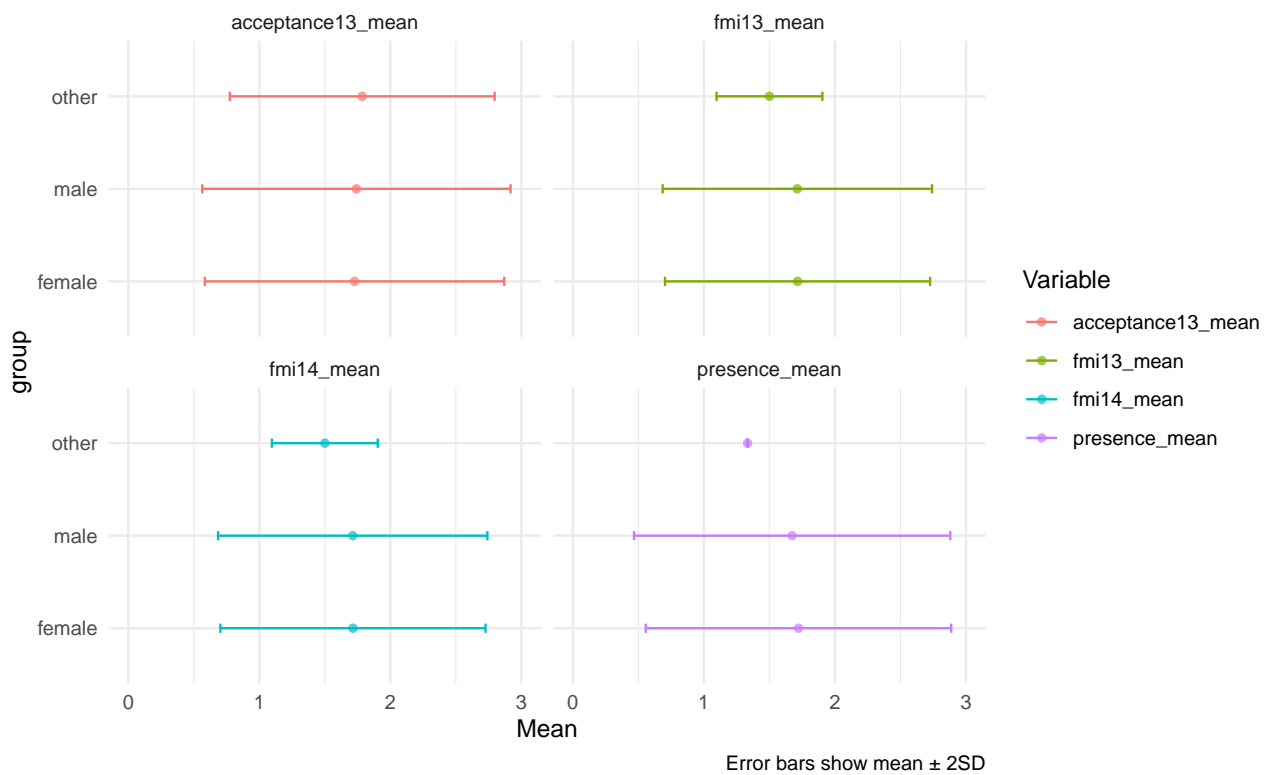 acceptance13_mean
fmi13_mean
other
male
female
group
fmi14_mean
presence_mean
other
male
female
0 1 2 3
0 1 2 3
Mean
Error bars show mean ± 2SD
Variable
acceptance13_mean
fmi13_mean
fmi14_mean
presence_mean